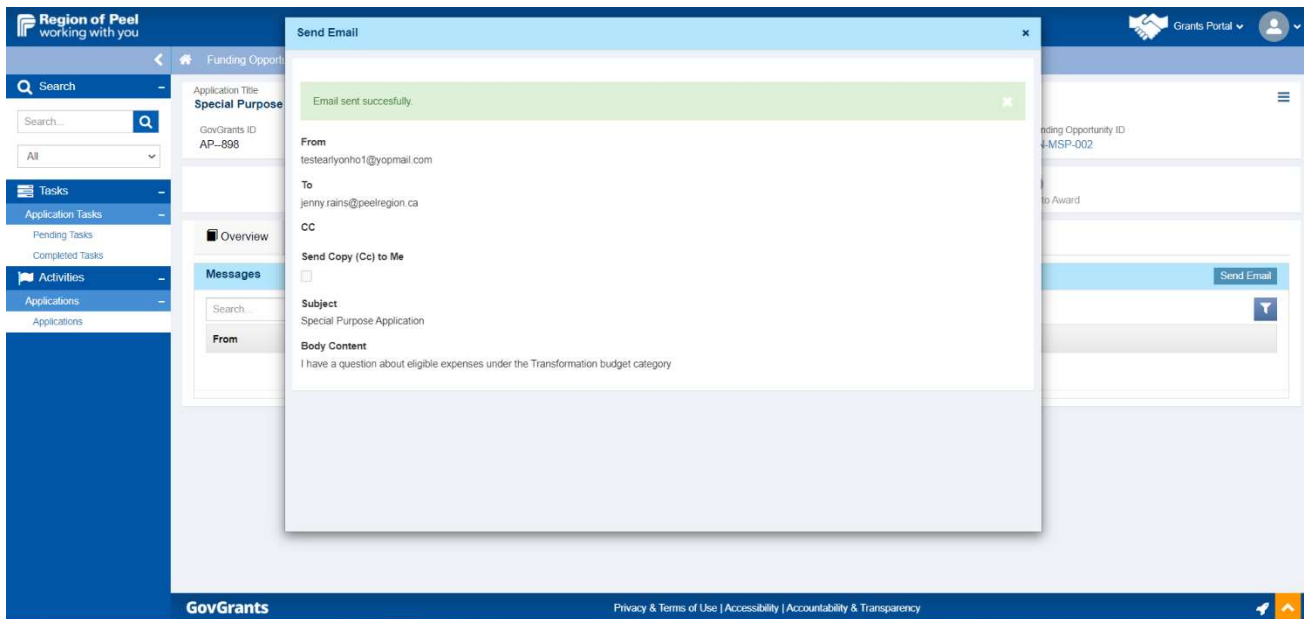 Region of Peel
working with you
Grants Portal
Send Email
Funding Opport
Search
Search...
All
Tasks
Application Tasks
Pending Tasks
Completed Tasks
Activities
Applications
Applications
Application Title
Special Purpose
GovGrants ID
AP--898
nding Opportunity ID
N-MSP-002
to Award
Overview
Messages
Send Email
Search...
From
Email sent succesfully.
From
testearlyonho1@yopmail.com
To
jenny.rains@peelregion.ca
CC
Send Copy (Cc) to Me
Subject
Special Purpose Application
Body Content
I have a question about eligible expenses under the Transformation budget category
GovGrants
Privacy & Terms of Use | Accessibility | Accountability & Transparency